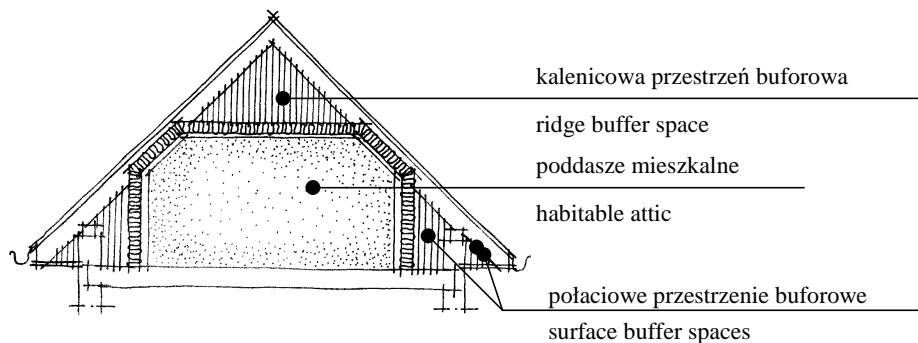 kalenicowa przestrzeń buforowa
ridge buffer space
poddasze mieszkalne
habitable attic
połaciowe przestrzenie buforowe
surface buffer spaces